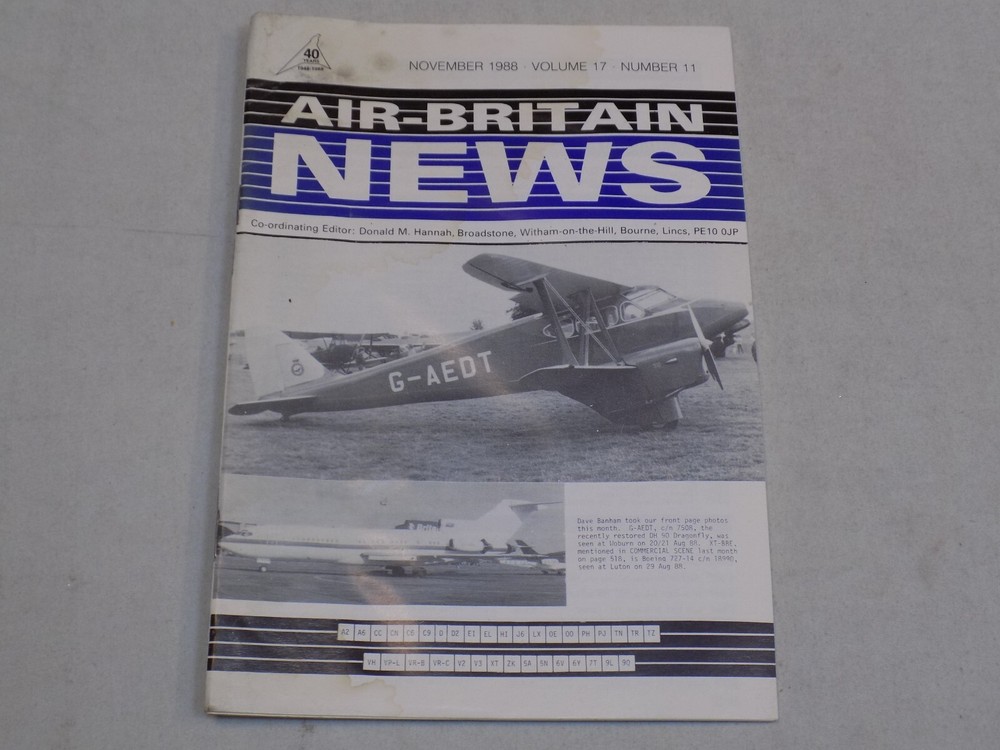 40
YEARS
1948-1988
NOVEMBER 1988 · VOLUME 17 · NUMBER 11
AIR-BRITAIN
NEWS
Co-ordinating Editor: Donald M. Hannah, Broadstone, Witham-on-the-Hill, Bourne, Lincs, PE10 0JP
G-AEDT
Dave Bamham took our front page photos
this month. G-AEDT, c/n 7508, the
recently restored DH 90 Dragonfly, was
seen at Woburn on 20/21 Aug 88. XT-BBE,
mentioned in COMMERCIAL SCENE last month
on page 518, is Boeing 727-14 c/n 18990,
seen at Luton on 29 Aug 88.
A2 A6 CC CN CS C9 D D2 EI EL HI J6 LX OE OO PH PJ TN TR TZ
VH VP-L VR-B VR-C V2 V3 XT ZK 5A 5N 6V 6Y 7T 9L 9Q